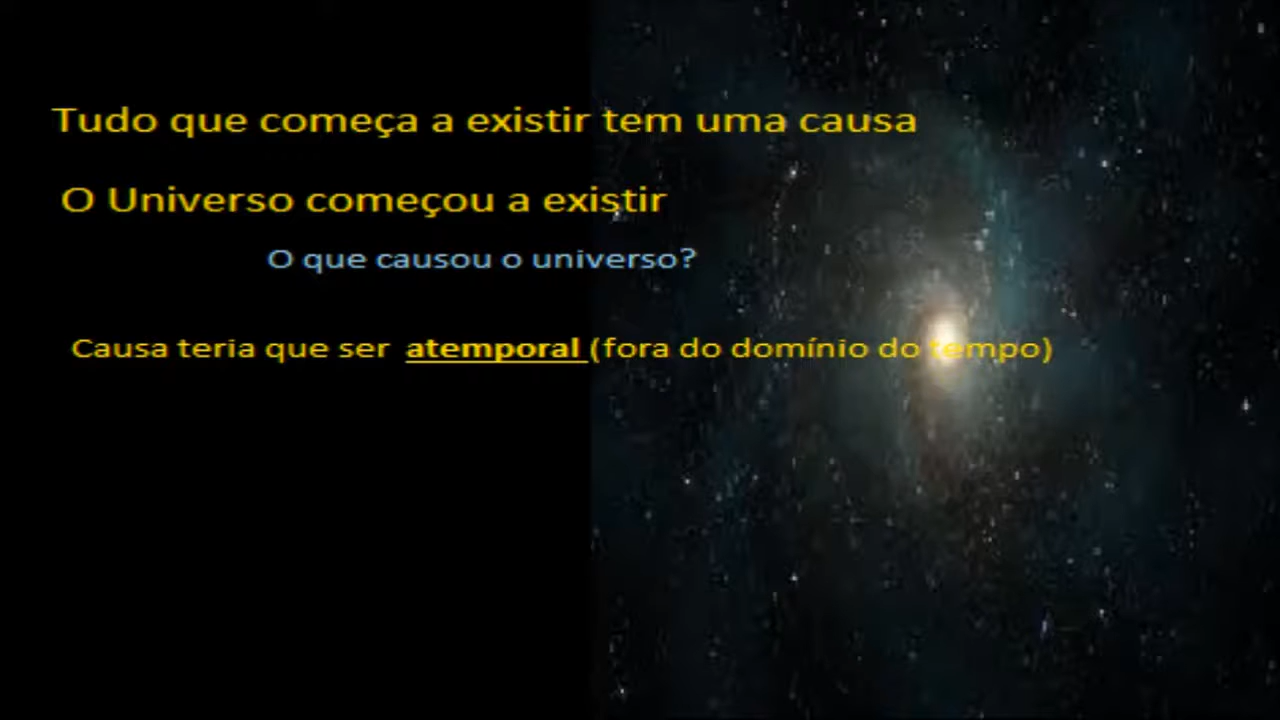 Tudo que começa a existir tem uma causa
O Universo começou a existir
O que causou o universo?
Causa teria que ser atemporal (fora do domínio do tempo)